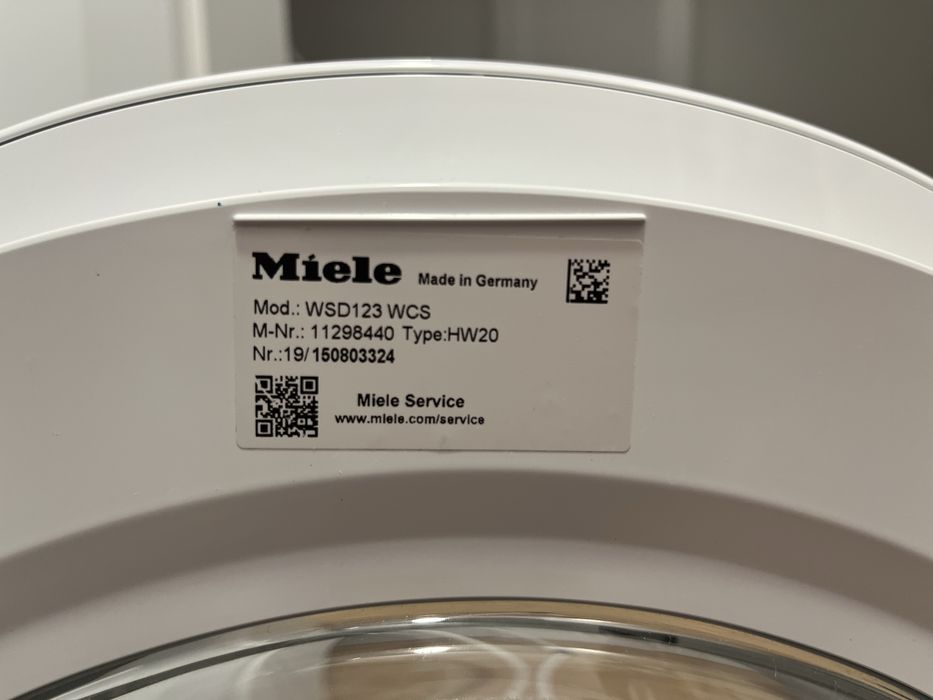 Miele Made in Germany
Mod.: WSD123 WCS
M-Nr.: 11298440 Type:HW20
Nr.:19/150803324
Miele Service
www.miele.com/service